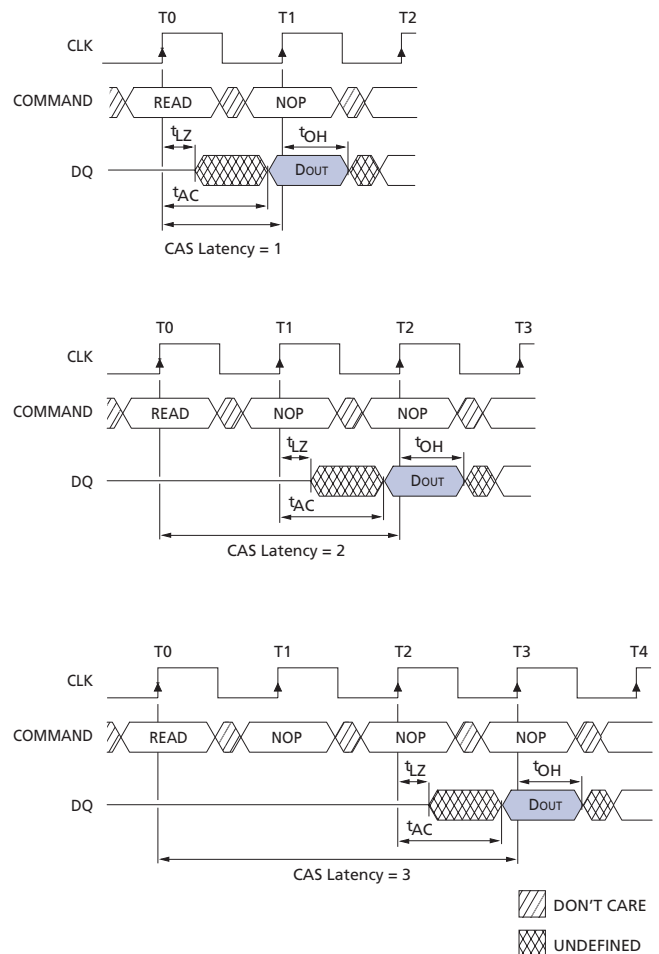 T0 T1 T2
CLK
COMMAND READ NOP
tLZ tOH
DQ DOUT
tAC
CAS Latency = 1
T0 T1 T2 T3
CLK
COMMAND READ NOP NOP
tLZ tOH
DQ DOUT
tAC
CAS Latency = 2
T0 T1 T2 T3 T4
CLK
COMMAND READ NOP NOP NOP
tLZ tOH
DQ DOUT
tAC
CAS Latency = 3
DON'T CARE
UNDEFINED